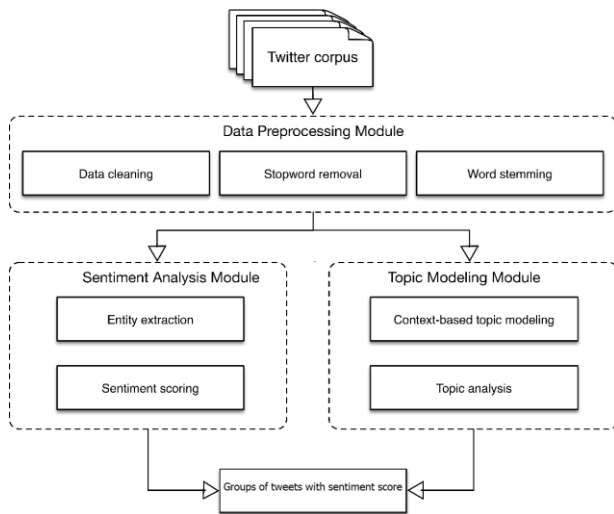 Twitter corpus
Data Preprocessing Module
Data cleaning
Stopword removal
Word stemming
Sentiment Analysis Module
Entity extraction
Sentiment scoring
Topic Modeling Module
Context-based topic modeling
Topic analysis
Groups of tweets with sentiment score